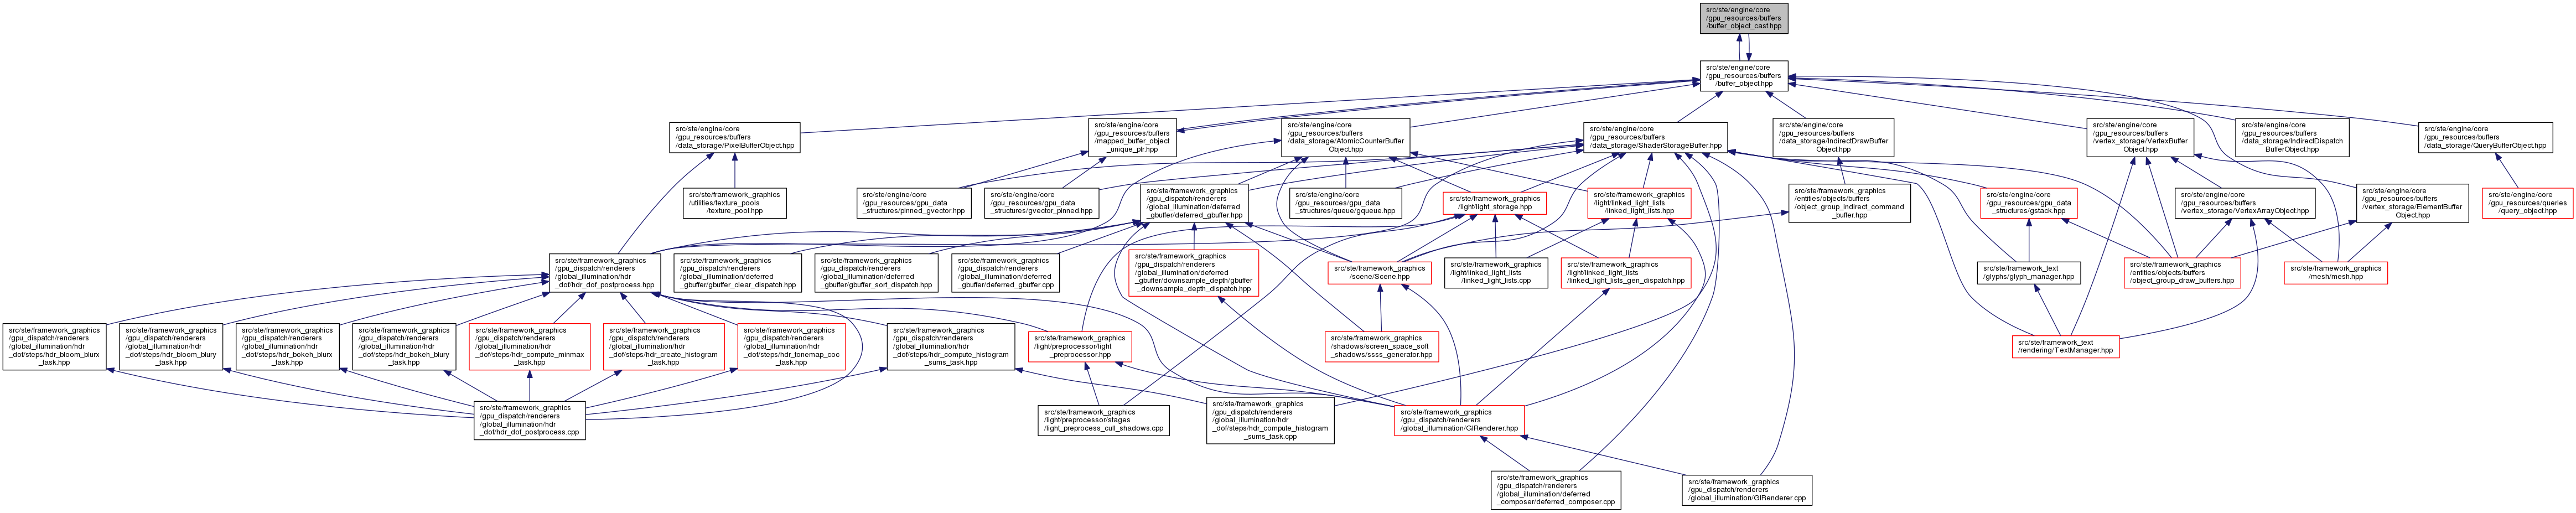 src/ste/engine/core
/gpu_resources/buffers
/buffer_object_cast.hpp
src/ste/engine/core
/gpu_resources/buffers
/buffer_object.hpp
src/ste/engine/core
/gpu_resources/buffers
/data_storage/PixelBufferObject.hpp
src/ste/engine/core
/gpu_resources/buffers
/mapped_buffer_object
_unique_ptr.hpp
src/ste/engine/core
/gpu_resources/buffers
/data_storage/AtomicCounterBuffer
Object.hpp
src/ste/engine/core
/gpu_resources/buffers
/data_storage/ShaderStorageBuffer.hpp
src/ste/engine/core
/gpu_resources/buffers
/data_storage/IndirectDrawBuffer
Object.hpp
src/ste/engine/core
/gpu_resources/buffers
/vertex_storage/VertexBuffer
Object.hpp
src/ste/engine/core
/gpu_resources/buffers
/data_storage/IndirectDispatch
BufferObject.hpp
src/ste/engine/core
/gpu_resources/buffers
/data_storage/QueryBufferObject.hpp
src/ste/framework_graphics
/utilities/texture_pools
/texture_pool.hpp
src/ste/engine/core
/gpu_resources/gpu_data
_structures/pinned_gvector.hpp
src/ste/engine/core
/gpu_resources/gpu_data
_structures/gvector_pinned.hpp
src/ste/framework_graphics
/gpu_dispatch/renderers
/global_illumination/deferred
_gbuffer/deferred_gbuffer.hpp
src/ste/engine/core
/gpu_resources/gpu_data
_structures/queue/gqueue.hpp
src/ste/framework_graphics
/light/light_storage.hpp
src/ste/framework_graphics
/light/linked_light_lists
/linked_light_lists.hpp
src/ste/framework_graphics
/entities/objects/buffers
/object_group_indirect_command
_buffer.hpp
src/ste/engine/core
/gpu_resources/gpu_data
_structures/gstack.hpp
src/ste/engine/core
/gpu_resources/buffers
/vertex_storage/VertexArrayObject.hpp
src/ste/engine/core
/gpu_resources/buffers
/vertex_storage/ElementBuffer
Object.hpp
src/ste/engine/core
/gpu_resources/queries
/query_object.hpp
src/ste/framework_graphics
/gpu_dispatch/renderers
/global_illumination/hdr
_dof/hdr_dof_postprocess.hpp
src/ste/framework_graphics
/gpu_dispatch/renderers
/global_illumination/deferred
_gbuffer/gbuffer_clear_dispatch.hpp
src/ste/framework_graphics
/gpu_dispatch/renderers
/global_illumination/deferred
_gbuffer/gbuffer_sort_dispatch.hpp
src/ste/framework_graphics
/gpu_dispatch/renderers
/global_illumination/deferred
_gbuffer/deferred_gbuffer.cpp
src/ste/framework_graphics
/gpu_dispatch/renderers
/global_illumination/deferred
_gbuffer/downsample_depth/gbuffer
_downsample_depth_dispatch.hpp
src/ste/framework_graphics
/scene/Scene.hpp
src/ste/framework_graphics
/light/linked_light_lists
/linked_light_lists.cpp
src/ste/framework_graphics
/light/linked_light_lists
/linked_light_lists_gen_dispatch.hpp
src/ste/framework_text
/glyphs/glyph_manager.hpp
src/ste/framework_graphics
/entities/objects/buffers
/object_group_draw_buffers.hpp
src/ste/framework_graphics
/mesh/mesh.hpp
src/ste/framework_graphics
/gpu_dispatch/renderers
/global_illumination/hdr
_dof/steps/hdr_bloom_blurx
_task.hpp
src/ste/framework_graphics
/gpu_dispatch/renderers
/global_illumination/hdr
_dof/steps/hdr_bloom_blury
_task.hpp
src/ste/framework_graphics
/gpu_dispatch/renderers
/global_illumination/hdr
_dof/steps/hdr_bokeh_blurx
_task.hpp
src/ste/framework_graphics
/gpu_dispatch/renderers
/global_illumination/hdr
_dof/steps/hdr_bokeh_blury
_task.hpp
src/ste/framework_graphics
/gpu_dispatch/renderers
/global_illumination/hdr
_dof/steps/hdr_compute_minmax
_task.hpp
src/ste/framework_graphics
/gpu_dispatch/renderers
/global_illumination/hdr
_dof/steps/hdr_create_histogram
_task.hpp
src/ste/framework_graphics
/gpu_dispatch/renderers
/global_illumination/hdr
_dof/steps/hdr_tonemap_coc
_task.hpp
src/ste/framework_graphics
/gpu_dispatch/renderers
/global_illumination/hdr
_dof/steps/hdr_compute_histogram
_sums_task.hpp
src/ste/framework_graphics
/light/preprocessor/light
_preprocessor.hpp
src/ste/framework_graphics
/shadows/screen_space_soft
_shadows/ssss_generator.hpp
src/ste/framework_text
/rendering/TextManager.hpp
src/ste/framework_graphics
/gpu_dispatch/renderers
/global_illumination/hdr
_dof/hdr_dof_postprocess.cpp
src/ste/framework_graphics
/light/preprocessor/stages
/light_preprocess_cull_shadows.cpp
src/ste/framework_graphics
/gpu_dispatch/renderers
/global_illumination/hdr
_dof/steps/hdr_compute_histogram
_sums_task.cpp
src/ste/framework_graphics
/gpu_dispatch/renderers
/global_illumination/GIRenderer.hpp
src/ste/framework_graphics
/gpu_dispatch/renderers
/global_illumination/deferred
_composer/deferred_composer.cpp
src/ste/framework_graphics
/gpu_dispatch/renderers
/global_illumination/GIRenderer.cpp